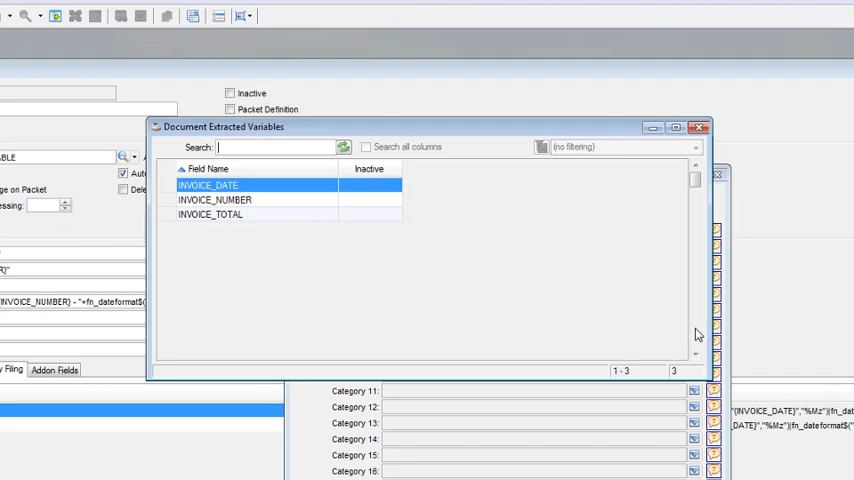 Inactive
Packet Definition
Document Extracted Variables
Search:
Search all columns
(no filtering)
ABLE
A
Auto
ge on Packet
Dele
essing:
Field Name Inactive
INVOICE_DATE
INVOICE_NUMBER
INVOICE_TOTAL
R}"
INVOICE_NUMBER} - "+fn_dateformat$(
y Filing
Addon Fields
1 - 3
3
Category 11:
Category 12:
"{INVOICE_DATE}","%Mz")|fn_date
Category 13:
_DATE}","%Mz")|fn_dateformat$("
Category 14:
Category 15:
Category 16: